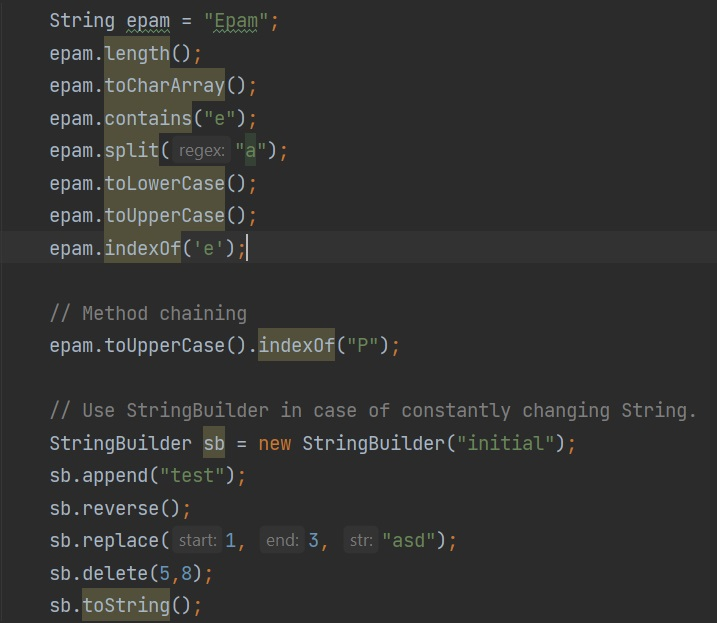 String epam = "Epam";
epam.length();
epam.toCharArray();
epam.contains("e");
epam.split( regex: "a");
epam.toLowerCase();
epam.toUpperCase();
epam.indexOf('e');
// Method chaining
epam.toUpperCase().indexOf("P");
// Use StringBuilder in case of constantly changing String.
StringBuilder sb = new StringBuilder("initial");
sb.append("test");
sb.reverse();
sb.replace( start: 1, end: 3, str: "asd");
sb.delete(5,8);
sb.toString();